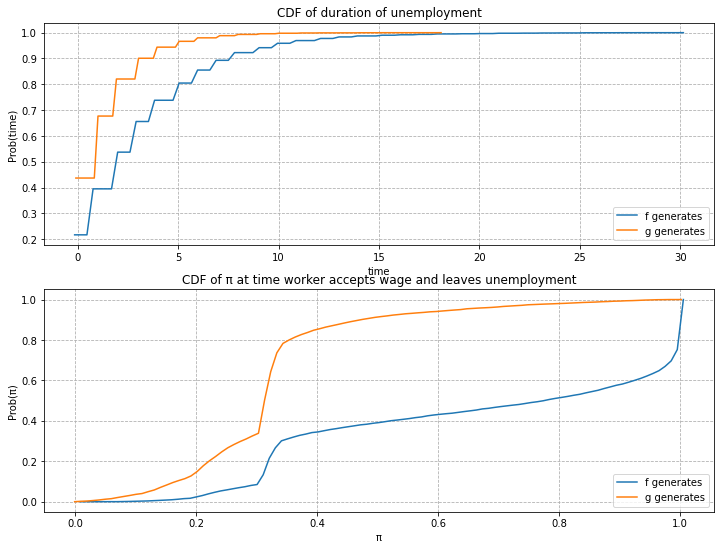 CDF of duration of unemployment
1.0
0.9
0.8
0.7
0.6
0.5
0.4
0.3
0.2
Prob(time)
f generates
g generates
0 5 10 15 20 25 30
time
CDF of π at time worker accepts wage and leaves unemployment
1.0
0.8
0.6
0.4
0.2
0.0
Prob(π)
f generates
g generates
0.0 0.2 0.4 0.6 0.8 1.0
π